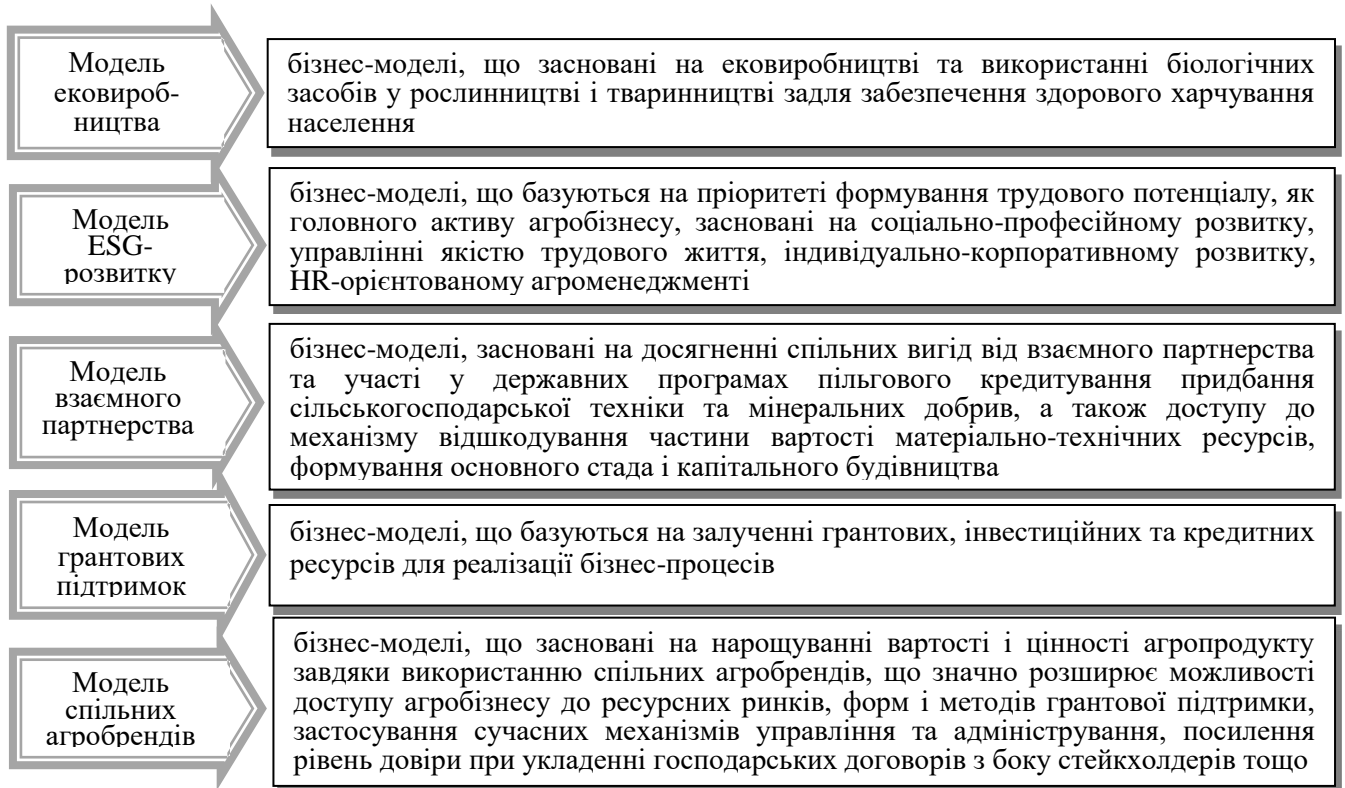 Модель
ековироб-
ництва
бізнес-моделі, що засновані на ековиробництві та використанні біологічних
засобів у рослинництві і тваринництві задля забезпечення здорового харчування
населення
Модель
ESG-
розвитку
бізнес-моделі, що базуються на пріоритеті формування трудового потенціалу, як
головного активу агробізнесу, засновані на соціально-професійному розвитку,
управлінні якістю трудового життя, індивідуально-корпоративному розвитку,
HR-орієнтованому агроменеджменті
Модель
взаємного
партнерства
бізнес-моделі, засновані на досягненні спільних вигід від взаємного партнерства
та участі у державних програмах пільгового кредитування придбання
сільськогосподарської техніки та мінеральних добрив, а також доступу до
механізму відшкодування частини вартості матеріально-технічних ресурсів,
формування основного стада і капітального будівництва
Модель
грантових
підтримок
бізнес-моделі, що базуються на залученні грантових, інвестиційних та кредитних
ресурсів для реалізації бізнес-процесів
Модель
спільних
агробрендів
бізнес-моделі, що засновані на нарощуванні вартості і цінності агропродукту
завдяки використанню спільних агробрендів, що значно розширює можливості
доступу агробізнесу до ресурсних ринків, форм і методів грантової підтримки,
застосування сучасних механізмів управління та адміністрування, посилення
рівень довіри при укладенні господарських договорів з боку стейкхолдерів тощо